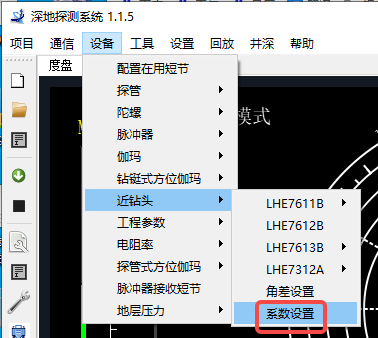 深地探测系统 1.1.5
项目 通信 设备 工具 设置 回放 井深 帮助
度盘
模式
配置在用短节
探管
陀螺
脉冲器
伽玛
钻铤式方位伽玛
近钻头
工程参数
电阻率
探管式方位伽玛
脉冲器接收短节
地层压力
LHE7611B
LHE7612B
LHE7613B
LHE7312A
角差设置
系数设置